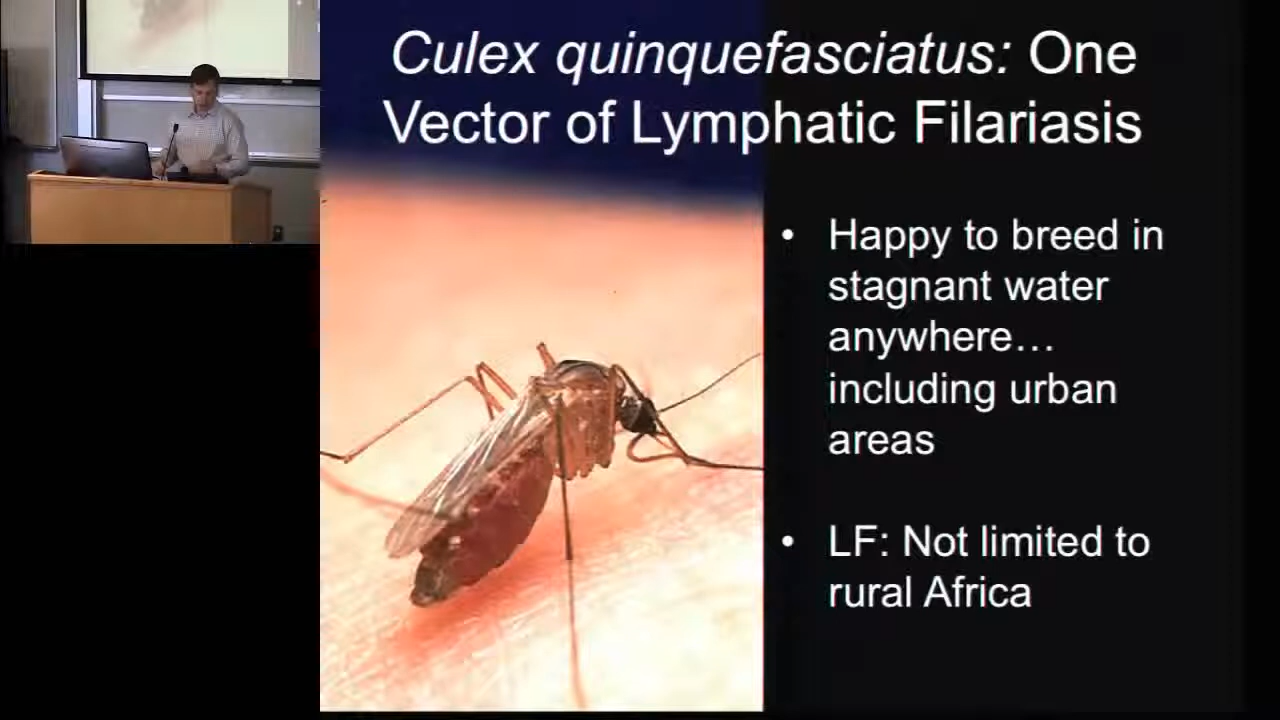 Culex quinquefasciatus: One
Vector of Lymphatic Filariasis
• Happy to breed in
stagnant water
anywhere…
including urban
areas
• LF: Not limited to
rural Africa